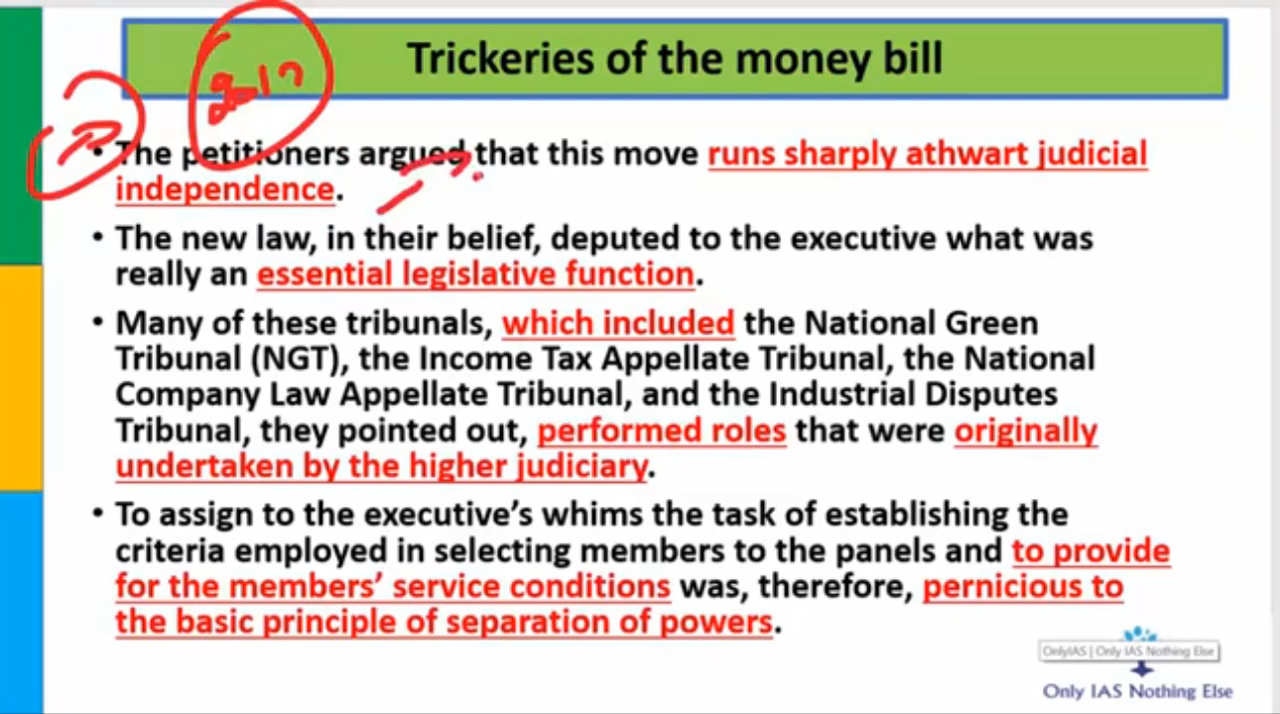 Trickeries of the money bill
2017
• The petitioners argued that this move runs sharply athwart judicial
independence.
• The new law, in their belief, deputed to the executive what was
really an essential legislative function.
• Many of these tribunals, which included the National Green
Tribunal (NGT), the Income Tax Appellate Tribunal, the National
Company Law Appellate Tribunal, and the Industrial Disputes
Tribunal, they pointed out, performed roles that were originally
undertaken by the higher judiciary.
• To assign to the executive’s whims the task of establishing the
criteria employed in selecting members to the panels and to provide
for the members’ service conditions was, therefore, pernicious to
the basic principle of separation of powers.
OnlyIAS | Only IAS Nothing Else
Only IAS Nothing Else